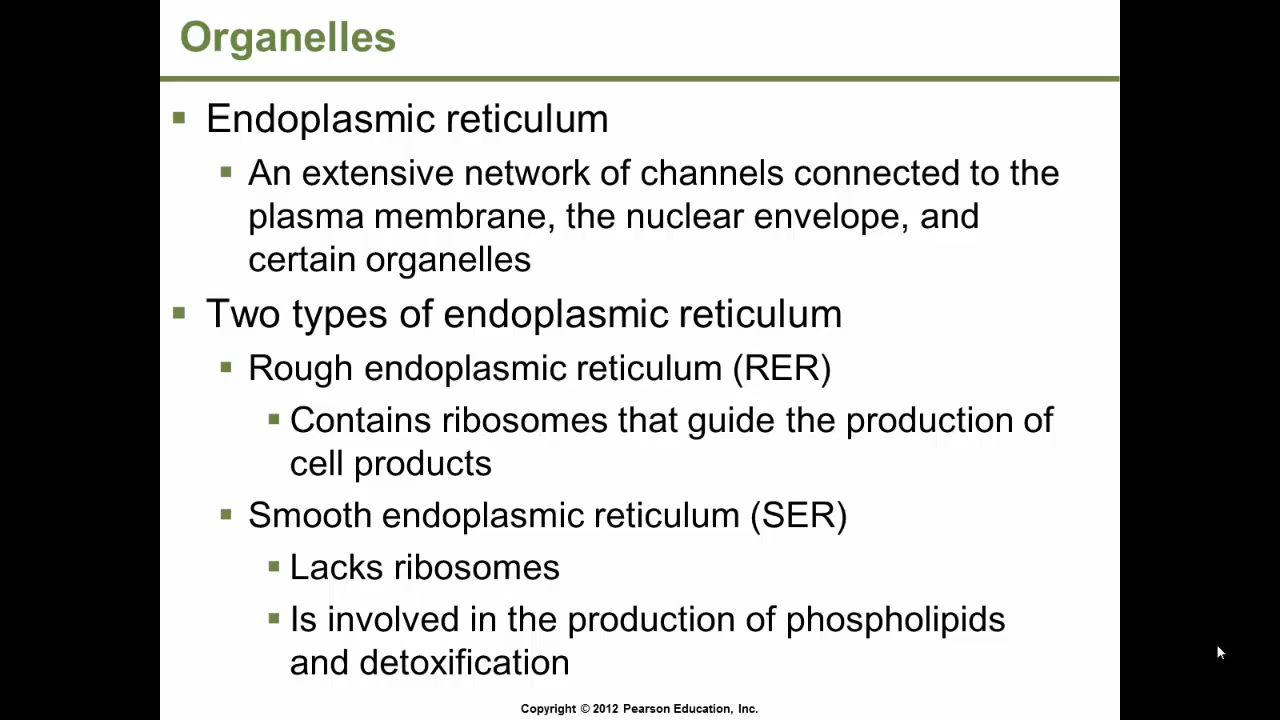 Organelles
▪ Endoplasmic reticulum
▪ An extensive network of channels connected to the
plasma membrane, the nuclear envelope, and
certain organelles
▪ Two types of endoplasmic reticulum
▪ Rough endoplasmic reticulum (RER)
▪ Contains ribosomes that guide the production of
cell products
▪ Smooth endoplasmic reticulum (SER)
▪ Lacks ribosomes
▪ Is involved in the production of phospholipids
and detoxification
Copyright © 2012 Pearson Education, Inc.